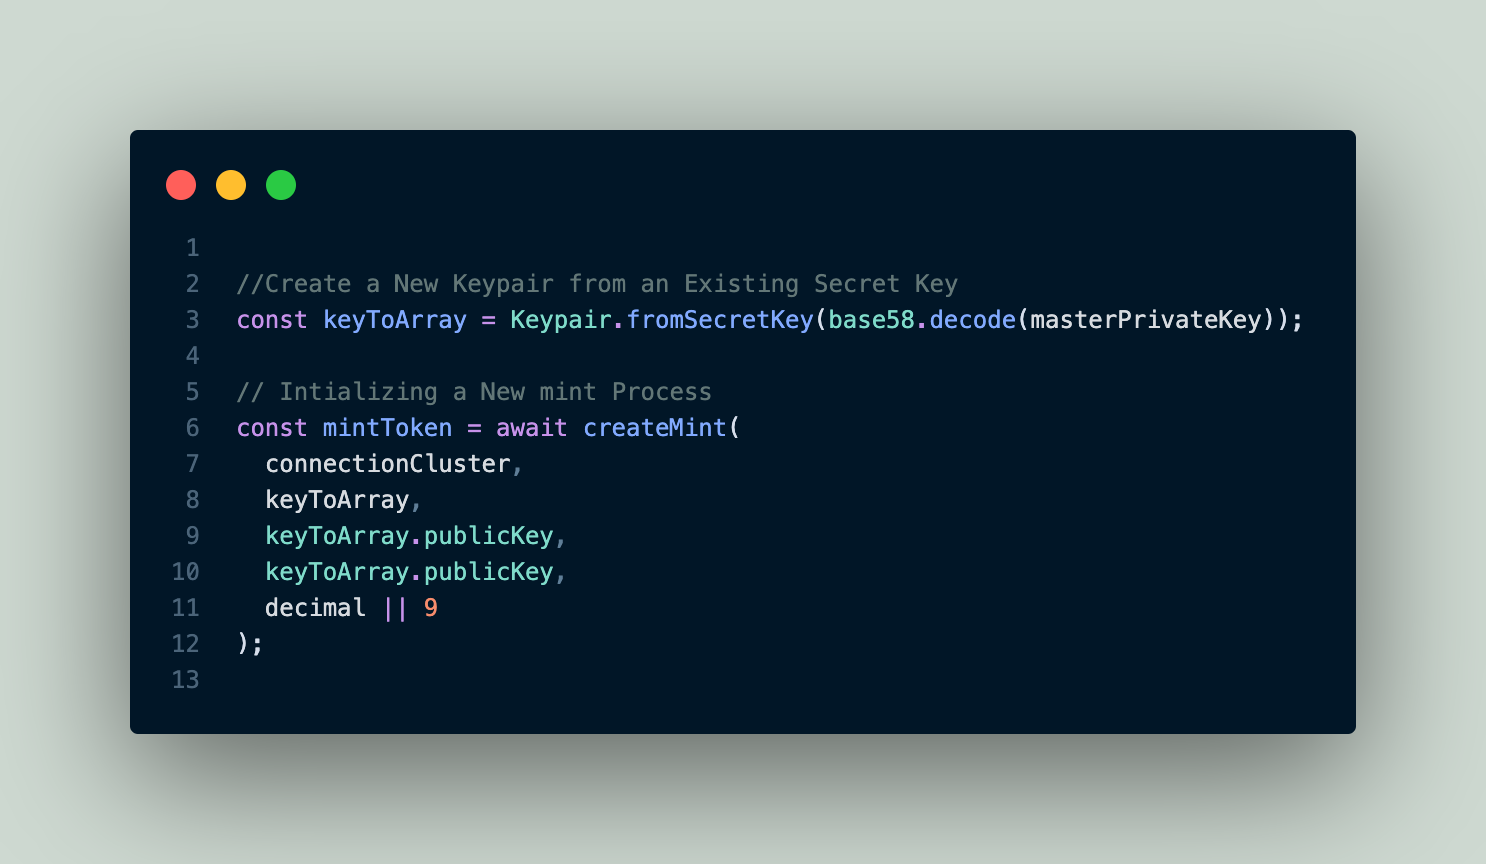 1
2 //Create a New Keypair from an Existing Secret Key
3 const keyToArray = Keypair.fromSecretKey(base58.decode(masterPrivateKey));
4
5 // Intializing a New mint Process
6 const mintToken = await createMint(
7   connectionCluster,
8   keyToArray,
9   keyToArray.publicKey,
10   keyToArray.publicKey,
11   decimal || 9
12 );
13